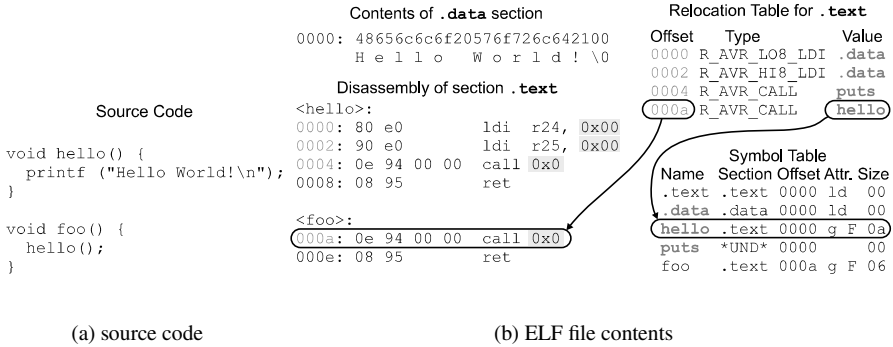 Source Code
void hello() {
printf ("Hello World!\n");
}
void foo() {
hello();
}
Contents of .data section
0000: 48656c6c6f20576f726c642100
H e l l o W o r l d ! \0
Disassembly of section .text
<hello>:
0000: 80 e0 ldi r24, 0x00
0002: 90 e0 ldi r25, 0x00
0004: 0e 94 00 00 call 0x0
0008: 08 95 ret
<foo>:
000a: 0e 94 00 00 call 0x0
000e: 08 95 ret
Relocation Table for .text
Offset Type Value
0000 R_AVR_LO8_LDI .data
0002 R_AVR_HI8_LDI .data
0004 R_AVR_CALL puts
000a R_AVR_CALL hello
Symbol Table
Name Section Offset Attr. Size
.text .text 0000 ld 00
.data .data 0000 ld 00
hello .text 0000 g F 0a
puts *UND* 0000 00
foo .text 000a g F 06
(a) source code
(b) ELF file contents